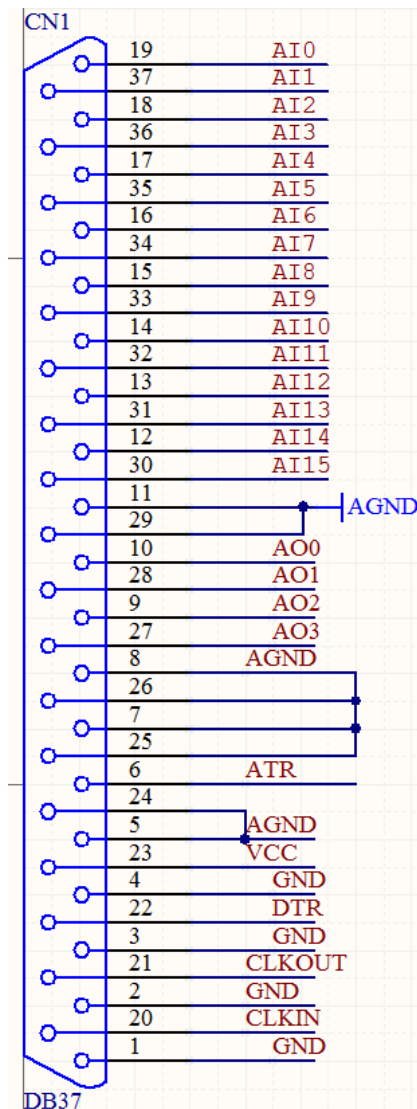 CN1
19 AI0
37 AI1
18 AI2
36 AI3
17 AI4
35 AI5
16 AI6
34 AI7
15 AI8
33 AI9
14 AI10
32 AI11
13 AI12
31 AI13
12 AI14
30 AI15
11 AGND
29
10 AO0
28 AO1
9 AO2
27 AO3
8 AGND
26
7
25
6 ATR
24
5 AGND
23 VCC
4 GND
22 DTR
3 GND
21 CLKOUT
2 GND
20 CLKIN
1 GND
DB37